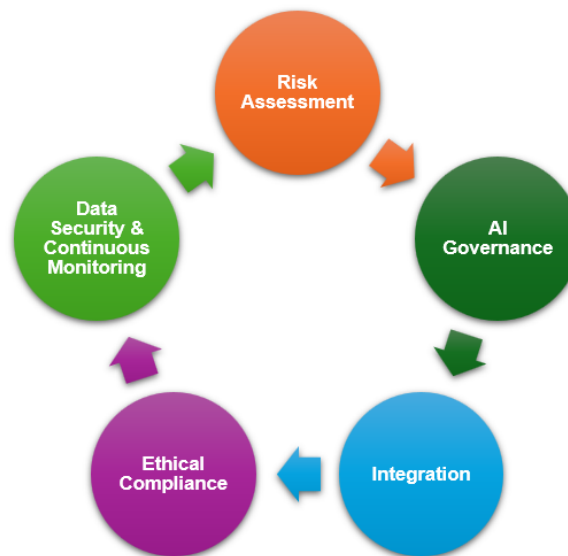 Risk
Assessment
AI
Governance
Integration
Ethical
Compliance
Data
Security &
Continuous
Monitoring